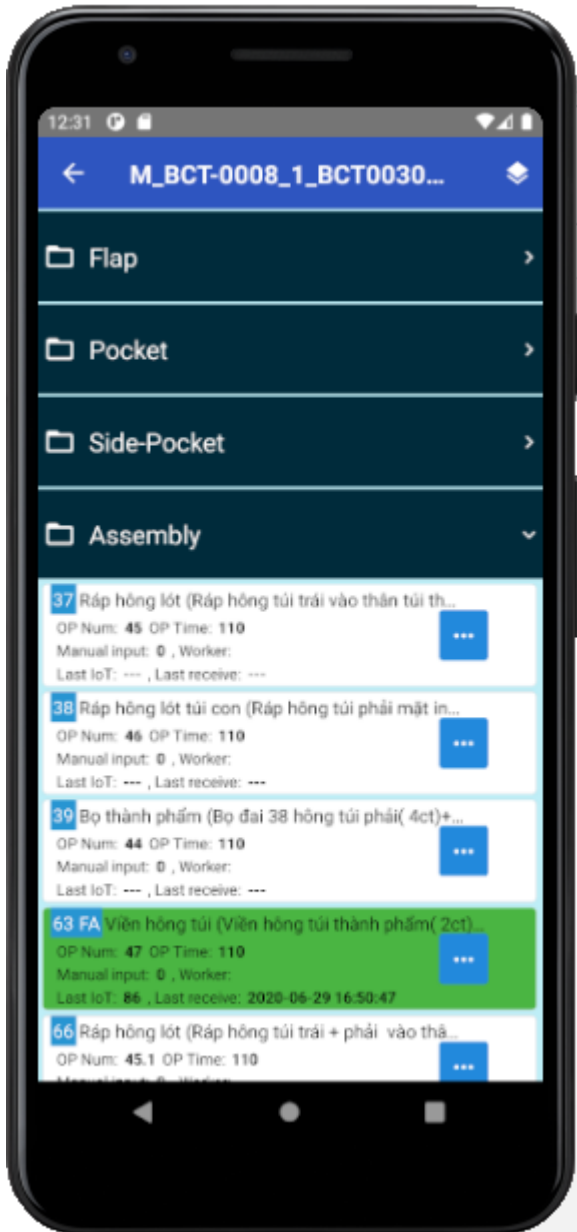 12:31
M_BCT-0008_1_BCT0030...
Flap
Pocket
Side-Pocket
Assembly
37 Ráp hông lót (Ráp hông túi trái vào thân túi th...
OP Num: 45 OP Time: 110
Manual input: 0 , Worker:
Last IoT: --- , Last receive: ---
38 Ráp hông lót túi con (Ráp hông túi phải mặt in...
OP Num: 46 OP Time: 110
Manual input: 0 , Worker:
Last IoT: --- , Last receive: ---
39 Bọ thành phẩm (Bọ đai 38 hông túi phải( 4ct)+...
OP Num: 44 OP Time: 110
Manual input: 0 , Worker:
Last IoT: --- , Last receive: ---
63 FA Viền hông túi (Viền hông túi thành phẩm( 2ct)...
OP Num: 47 OP Time: 110
Manual input: 0 , Worker:
Last IoT: 86 , Last receive: 2020-06-29 16:50:47
66 Ráp hông lót (Ráp hông túi trái + phải vào thâ...
OP Num: 45.1 OP Time: 110